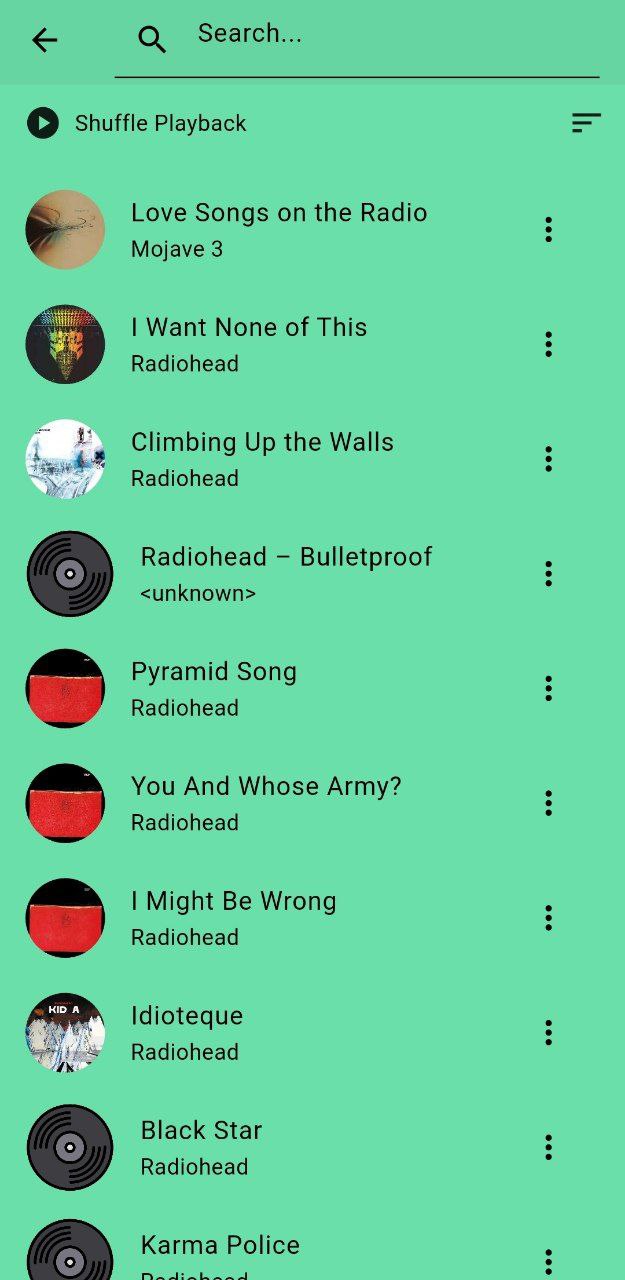 Search...
Shuffle Playback
Love Songs on the Radio
Mojave 3
I Want None of This
Radiohead
Climbing Up the Walls
Radiohead
Radiohead – Bulletproof
<unknown>
Pyramid Song
Radiohead
You And Whose Army?
Radiohead
I Might Be Wrong
Radiohead
KID A
Idioteque
Radiohead
Black Star
Radiohead
Karma Police
Radiohead